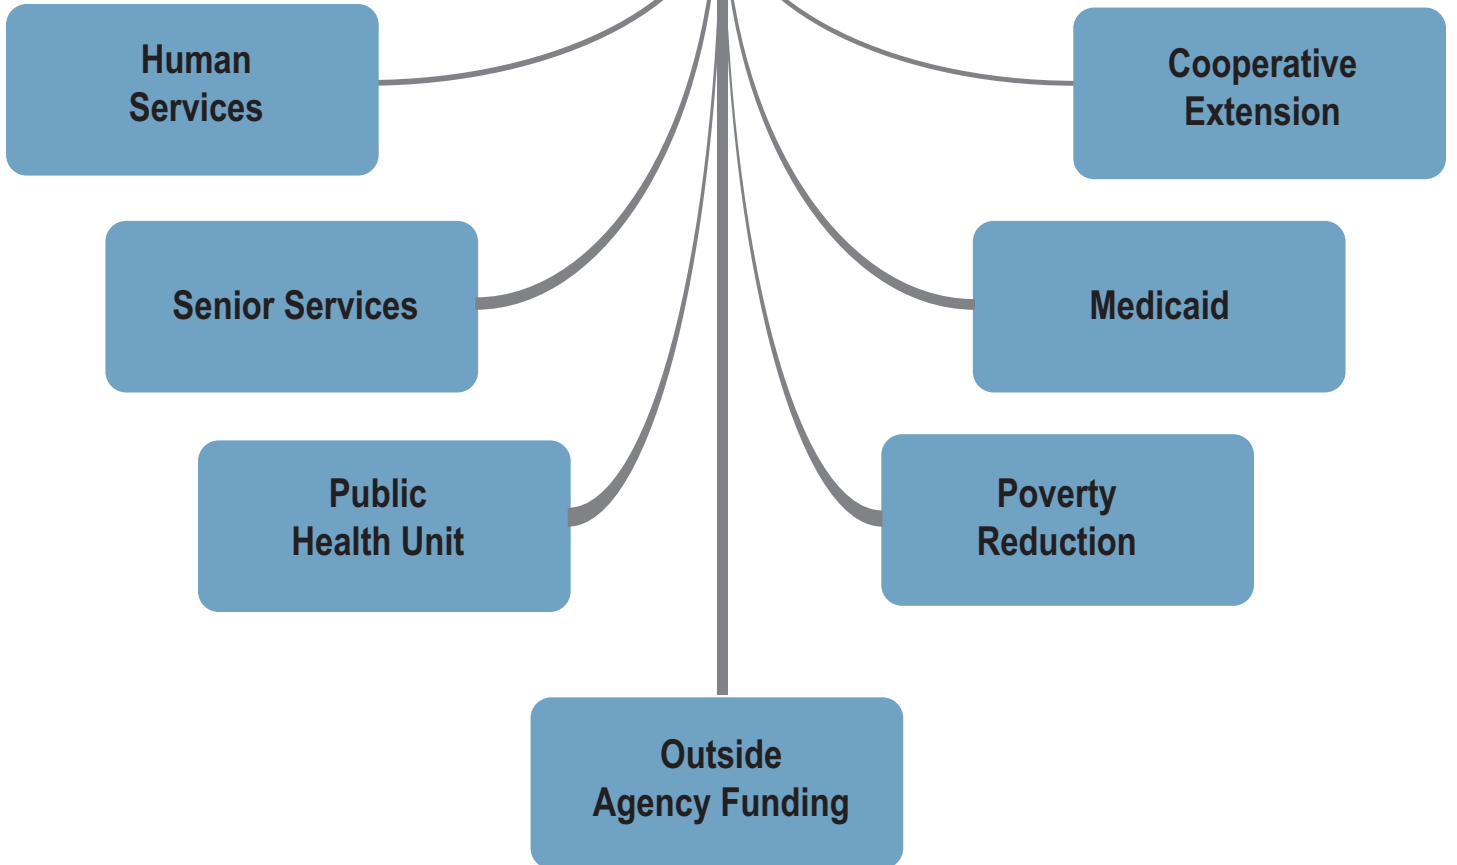 Human
Services
Cooperative
Extension
Senior Services
Medicaid
Public
Health Unit
Poverty
Reduction
Outside
Agency Funding